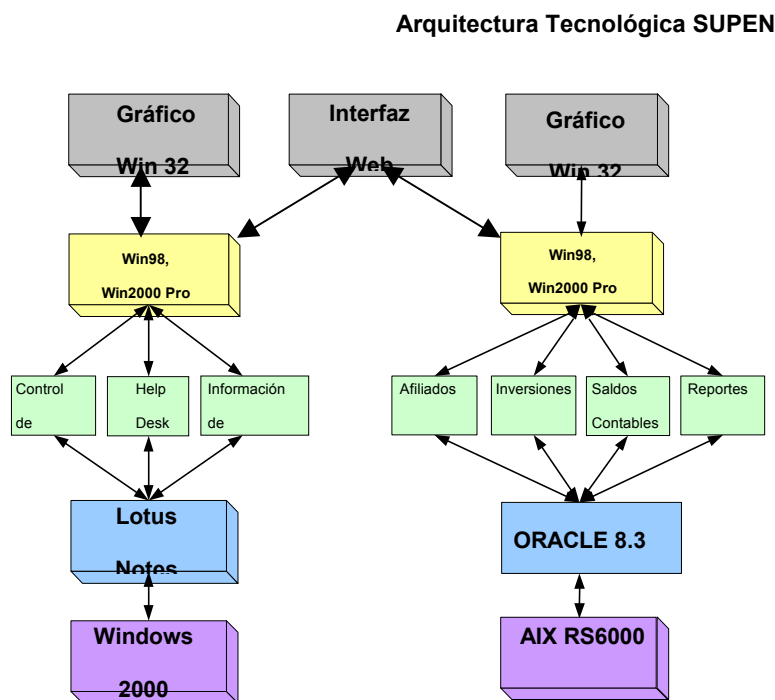 Arquitectura Tecnológica SUPEN
Gráfico
Win 32
Interfaz
Web
Gráfico
Win 32
Win98,
Win2000 Pro
Win98,
Win2000 Pro
Control
de
Help
Desk
Información
de
Afiliados
Inversiones
Saldos
Contables
Reportes
Lotus
Notes
ORACLE 8.3
Windows
2000
AIX RS6000